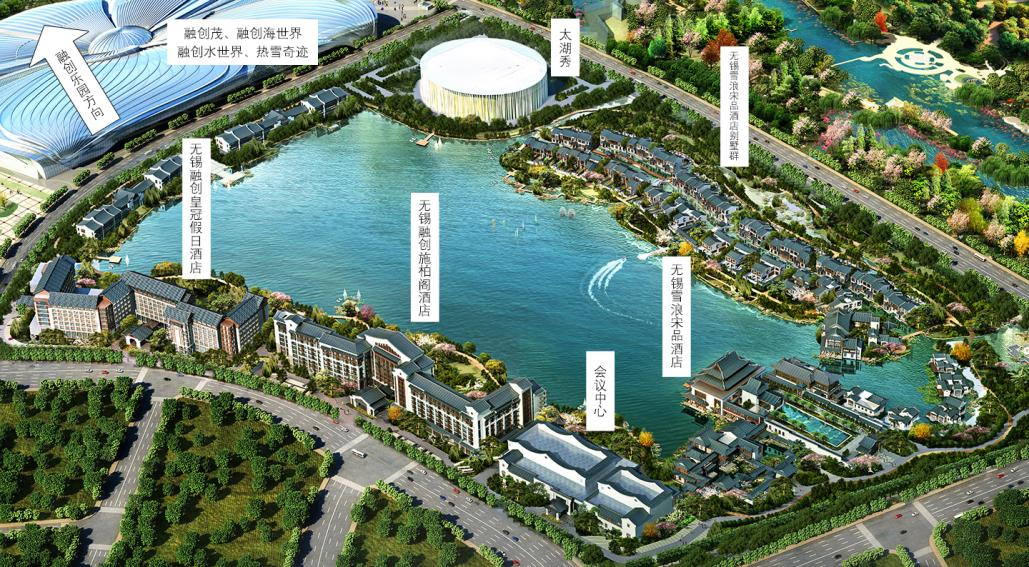 融创茂、融创海世界
融创水世界、热雪奇迹
融创乐园方向
太湖秀
无锡雪浪宋品酒店别墅群
无锡融创皇冠假日酒店
无锡融创施柏阁酒店
无锡雪浪宋品酒店
会议中心